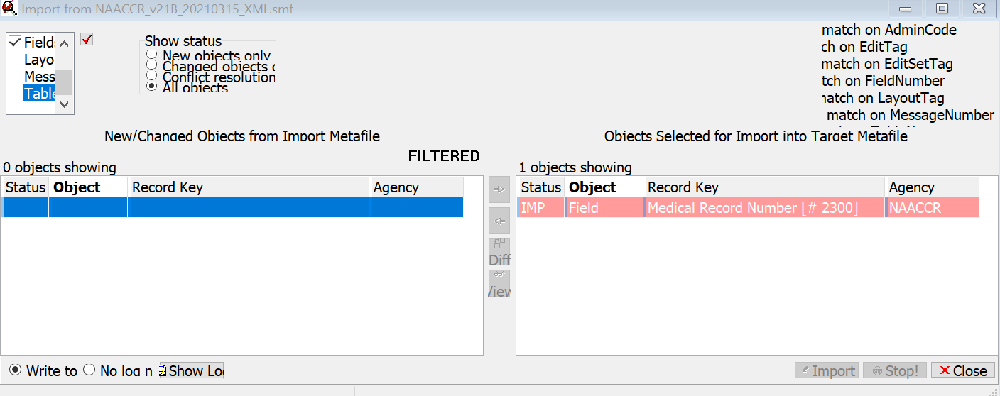 Import from NAACCR_v21B_20210315_XML.smf
Field
Layo
Mess
Table
Show status
New objects only
Changed objects o
Conflict resolution
All objects
match on AdminCode
ch on EditTag
match on EditSetTag
tch on FieldNumber
match on LayoutTag
match on MessageNumber
New/Changed Objects from Import Metafile
Objects Selected for Import into Target Metafile
FILTERED
0 objects showing
1 objects showing
Status Object Record Key Agency
Status Object Record Key Agency
IMP Field Medical Record Number [# 2300] NAACCR
Diff
View
Write to
No log n
Show Log
Import
Stop!
Close